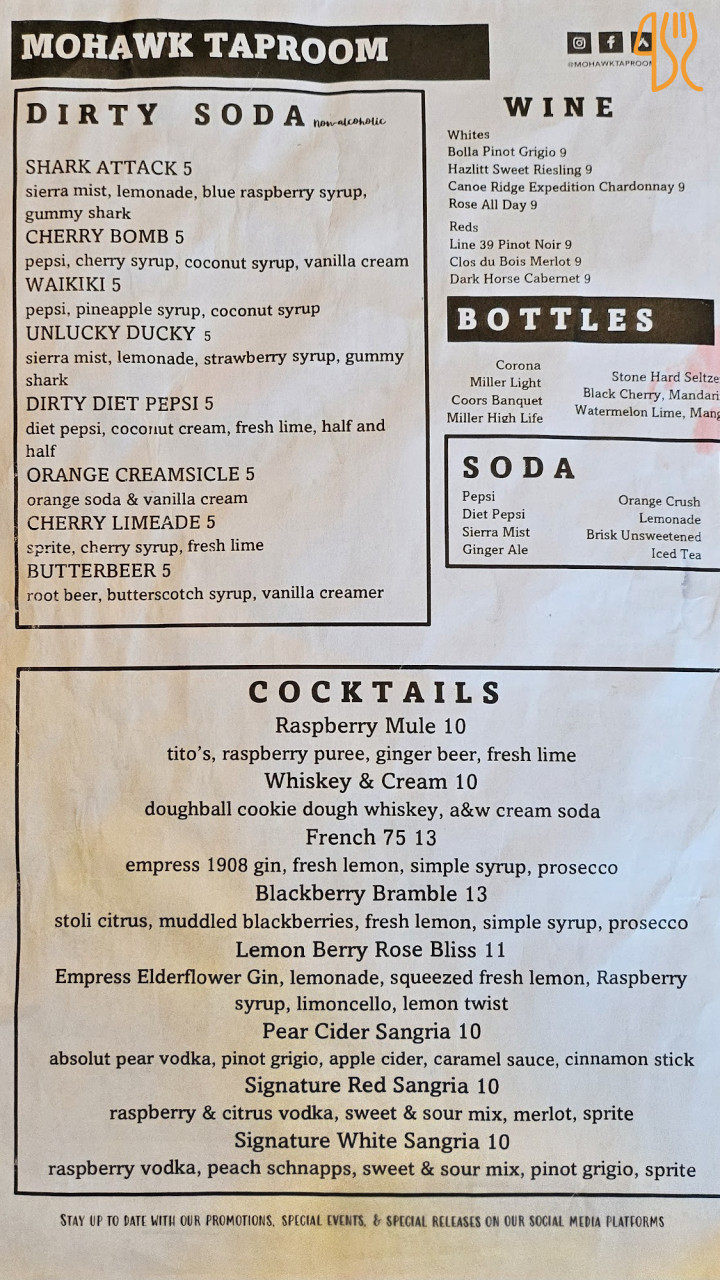 MOHAWK TAPROOM
@MOHAWKTAPROOM
DIRTY SODA non-alcoholic
SHARK ATTACK 5
sierra mist, lemonade, blue raspberry syrup,
gummy shark
CHERRY BOMB 5
pepsi, cherry syrup, coconut syrup, vanilla cream
WAIKIKI 5
pepsi, pineapple syrup, coconut syrup
UNLUCKY DUCKY 5
sierra mist, lemonade, strawberry syrup, gummy
shark
DIRTY DIET PEPSI 5
diet pepsi, coconut cream, fresh lime, half and
half
ORANGE CREAMSICLE 5
orange soda & vanilla cream
CHERRY LIMEADE 5
sprite, cherry syrup, fresh lime
BUTTERBEER 5
root beer, butterscotch syrup, vanilla creamer
WINE
Whites
Bolla Pinot Grigio 9
Hazlitt Sweet Riesling 9
Canoe Ridge Expedition Chardonnay 9
Rose All Day 9
Reds
Line 39 Pinot Noir 9
Clos du Bois Merlot 9
Dark Horse Cabernet 9
BOTTLES
Corona
Miller Light
Coors Banquet
Miller High Life
Stone Hard Seltze
Black Cherry, Mandari
Watermelon Lime, Mang
SODA
Pepsi
Diet Pepsi
Sierra Mist
Ginger Ale
Orange Crush
Lemonade
Brisk Unsweetened
Iced Tea
COCKTAILS
Raspberry Mule 10
tito's, raspberry puree, ginger beer, fresh lime
Whiskey & Cream 10
doughball cookie dough whiskey, a&w cream soda
French 75 13
empress 1908 gin, fresh lemon, simple syrup, prosecco
Blackberry Bramble 13
stoli citrus, muddled blackberries, fresh lemon, simple syrup, prosecco
Lemon Berry Rose Bliss 11
Empress Elderflower Gin, lemonade, squeezed fresh lemon, Raspberry
syrup, limoncello, lemon twist
Pear Cider Sangria 10
absolut pear vodka, pinot grigio, apple cider, caramel sauce, cinnamon stick
Signature Red Sangria 10
raspberry & citrus vodka, sweet & sour mix, merlot, sprite
Signature White Sangria 10
raspberry vodka, peach schnapps, sweet & sour mix, pinot grigio, sprite
STAY UP TO DATE WITH OUR PROMOTIONS, SPECIAL EVENTS, & SPECIAL RELEASES ON OUR SOCIAL MEDIA PLATFORMS